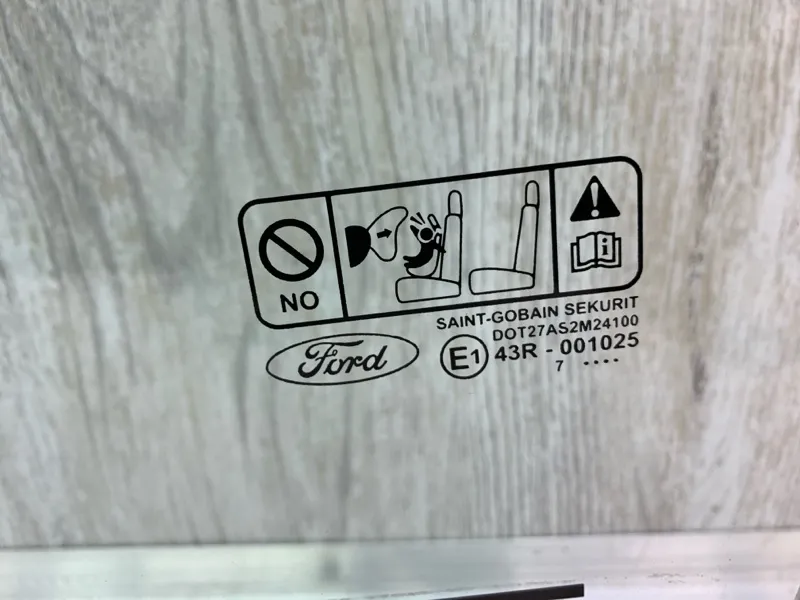 NO
i
Ford
SAINT-GOBAIN SEKURIT
DOT27AS2M24100
E1 43R - 001025
7 ....